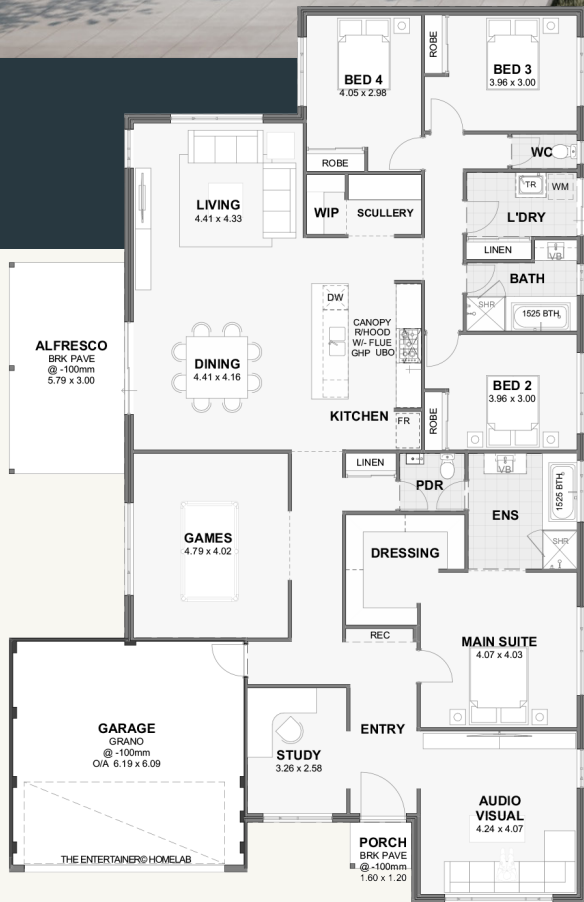 ROBE
BED 4
4.05 x 2.98
BED 3
3.96 x 3.00
WC
ROBE
LIVING
4.41 x 4.33
WIP
SCULLERY
TR
WM
L'DRY
LINEN
VB
BATH
SHR
1525 BTH
DW
CANOPY
R/HOOD
W/- FLUE
GHP UBO
ALFRESCO
BRK PAVE
@ -100mm
5.79 x 3.00
DINING
4.41 x 4.16
BED 2
3.96 x 3.00
KITCHEN
FR
ROBE
LINEN
PDR
VB
1525 BTH
ENS
SHR
GAMES
4.79 x 4.02
DRESSING
REC
MAIN SUITE
4.07 x 4.03
GARAGE
GRANO
@ -100mm
O/A 6.19 x 6.09
ENTRY
STUDY
3.26 x 2.58
AUDIO
VISUAL
4.24 x 4.07
PORCH
BRK PAVE
@ -100mm
1.60 x 1.20
THE ENTERTAINER© HOMELAB